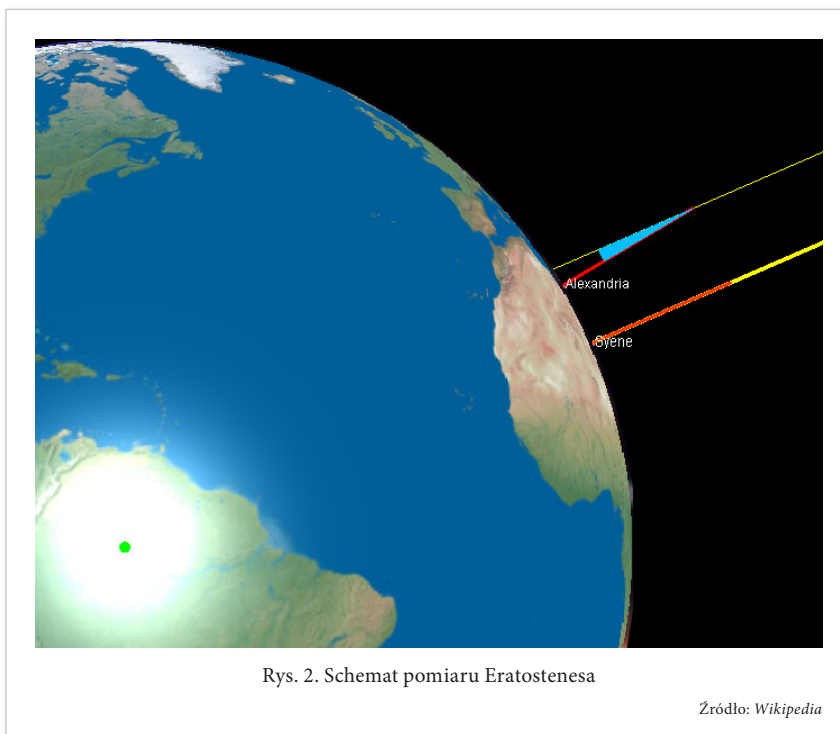 Alexandria
Syene
Rys. 2. Schemat pomiaru Eratostenesa
Źródło: Wikipedia